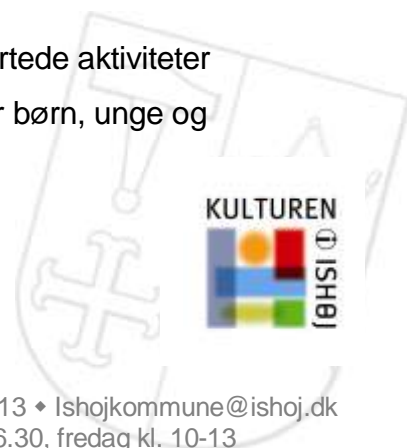 rtede aktiviteter
r børn, unge og
KULTUREN
I ISHØJ
13 ◆ Ishojkommune@ishoj.dk
6.30, fredag kl. 10-13